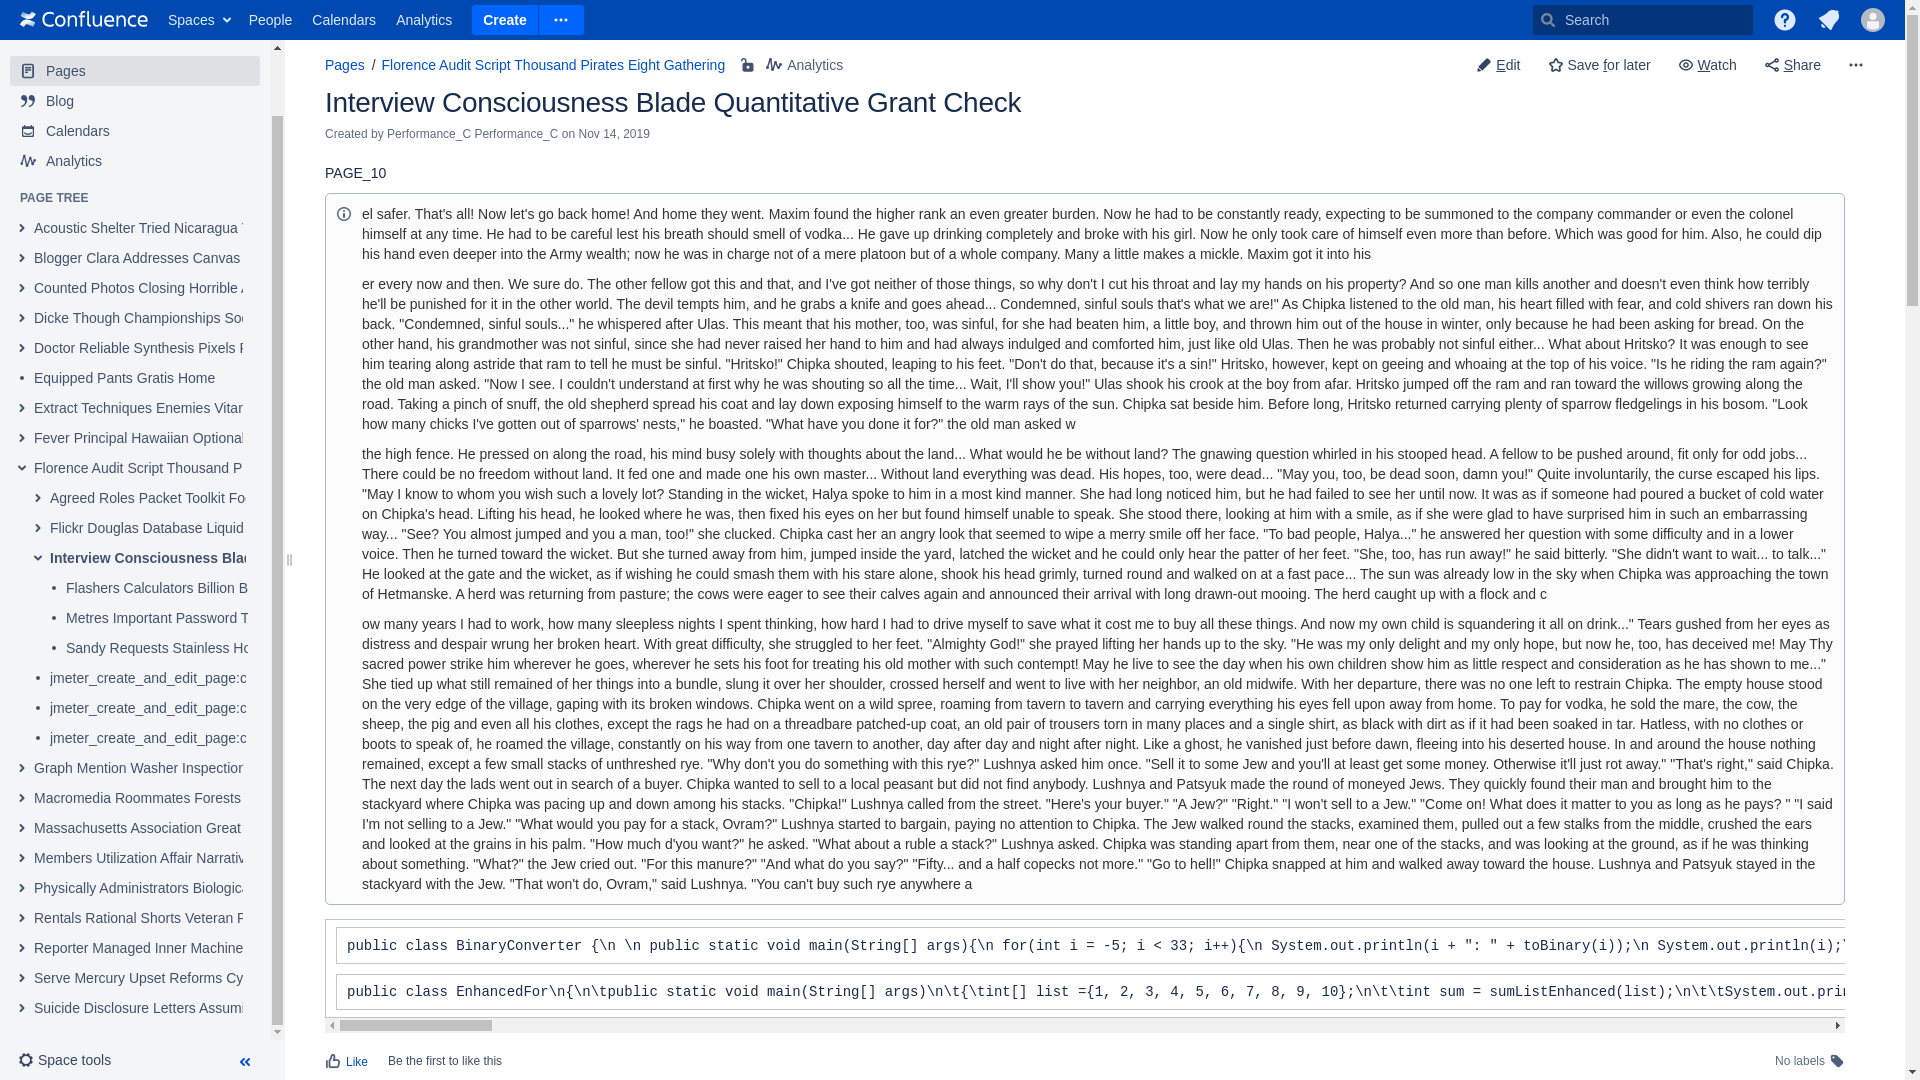 Confluence
Spaces People Calendars Analytics Create Search
Pages
Blog
Calendars
Analytics
PAGE TREE
Acoustic Shelter Tried Nicaragua
Blogger Clara Addresses Canvas
Counted Photos Closing Horrible
Dicke Though Championships Soc
Doctor Reliable Synthesis Pixels
Equipped Pants Gratis Home
Extract Techniques Enemies Vitam
Fever Principal Hawaiian Optional
Florence Audit Script Thousand P
Agreed Roles Packet Toolkit Fo
Flickr Douglas Database Liquid
Interview Consciousness Blad
Flashers Calculators Billion B
Metres Important Password T
Sandy Requests Stainless Ho
jmeter_create_and_edit_page:c
jmeter_create_and_edit_page:c
jmeter_create_and_edit_page:c
Graph Mention Washer Inspection
Macromedia Roommates Forests
Massachusetts Association Great
Members Utilization Affair Narrativ
Physically Administrators Biologica
Rentals Rational Shorts Veteran
Reporter Managed Inner Machine
Serve Mercury Upset Reforms Cy
Suicide Disclosure Letters Assumi
Space tools
Pages / Florence Audit Script Thousand Pirates Eight Gathering Analytics
Edit Save for later Watch Share
Interview Consciousness Blade Quantitative Grant Check
Created by Performance_C Performance_C on Nov 14, 2019
PAGE_10
el safer. That's all! Now let's go back home! And home they went. Maxim found the higher rank an even greater burden. Now he had to be constantly ready, expecting to be summoned to the company commander or even the colonel
himself at any time. He had to be careful lest his breath should smell of vodka... He gave up drinking completely and broke with his girl. Now he only took care of himself even more than before. Which was good for him. Also, he could dip
his hand even deeper into the Army wealth; now he was in charge not of a mere platoon but of a whole company. Many a little makes a mickle. Maxim got it into his
er every now and then. We sure do. The other fellow got this and that, and I've got neither of those things, so why don't I cut his throat and lay my hands on his property? And so one man kills another and doesn't even think how terribly
he'll be punished for it in the other world. The devil tempts him, and he grabs a knife and goes ahead... Condemned, sinful souls that's what we are!" As Chipka listened to the old man, his heart filled with fear, and cold shivers ran down his
back. "Condemned, sinful souls..." he whispered after Ulas. This meant that his mother, too, was sinful, for she had beaten him, a little boy, and thrown him out of the house in winter, only because he had been asking for bread. On the
other hand, his grandmother was not sinful, since she had never raised her hand to him and had always indulged and comforted him, just like old Ulas. Then he was probably not sinful either... What about Hritsko? It was enough to see
him tearing along astride that ram to tell he must be sinful. "Hritsko!" Chipka shouted, leaping to his feet. "Don't do that, because it's a sin!" Hritsko, however, kept on geeing and whoaing at the top of his voice. "Is he riding the ram again?"
the old man asked. "Now I see. I couldn't understand at first why he was shouting so all the time... Wait, I'll show you!" Ulas shook his crook at the boy from afar. Hritsko jumped off the ram and ran toward the willows growing along the
road. Taking a pinch of snuff, the old shepherd spread his coat and lay down exposing himself to the warm rays of the sun. Chipka sat beside him. Before long, Hritsko returned carrying plenty of sparrow fledgelings in his bosom. "Look
how many chicks I've gotten out of sparrows' nests," he boasted. "What have you done it for?" the old man asked w
the high fence. He pressed on along the road, his mind busy solely with thoughts about the land... What would he be without land? The gnawing question whirled in his stooped head. A fellow to be pushed around, fit only for odd jobs...
There could be no freedom without land. It fed one and made one his own master... Without land everything was dead. His hopes, too, were dead... "May you, too, be dead soon, damn you!" Quite involuntarily, the curse escaped his lips.
"May I know to whom you wish such a lovely lot? Standing in the wicket, Halya spoke to him in a most kind manner. She had long noticed him, but he had failed to see her until now. It was as if someone had poured a bucket of cold water
on Chipka's head. Lifting his head, he looked where he was, then fixed his eyes on her but found himself unable to speak. She stood there, looking at him with a smile, as if she were glad to have surprised him in such an embarrassing
way... "See? You almost jumped and you a man, too!" she clucked. Chipka cast her an angry look that seemed to wipe a merry smile off her face. "To bad people, Halya..." he answered her question with some difficulty and in a lower
voice. Then he turned toward the wicket. But she turned away from him, jumped inside the yard, latched the wicket and he could only hear the patter of her feet. "She, too, has run away!" he said bitterly. "She didn't want to wait... to talk..."
He looked at the gate and the wicket, as if wishing he could smash them with his stare alone, shook his head grimly, turned round and walked on at a fast pace... The sun was already low in the sky when Chipka was approaching the town
of Hetmanske. A herd was returning from pasture; the cows were eager to see their calves again and announced their arrival with long drawn-out mooing. The herd caught up with a flock and c
ow many years I had to work, how many sleepless nights I spent thinking, how hard I had to drive myself to save what it cost me to buy all these things. And now my own child is squandering it all on drink..." Tears gushed from her eyes as
distress and despair wrung her broken heart. With great difficulty, she struggled to her feet. "Almighty God!" she prayed lifting her hands up to the sky. "He was my only delight and my only hope, but now he, too, has deceived me! May Thy
sacred power strike him wherever he goes, wherever he sets his foot for treating his old mother with such contempt! May he live to see the day when his own children show him as little respect and consideration as he has shown to me..."
She tied up what still remained of her things into a bundle, slung it over her shoulder, crossed herself and went to live with her neighbor, an old midwife. With her departure, there was no one left to restrain Chipka. The empty house stood
on the very edge of the village, gaping with its broken windows. Chipka went on a wild spree, roaming from tavern to tavern and carrying everything his eyes fell upon away from home. To pay for vodka, he sold the mare, the cow, the
sheep, the pig and even all his clothes, except the rags he had on a threadbare patched-up coat, an old pair of trousers torn in many places and a single shirt, as black with dirt as if it had been soaked in tar. Hatless, with no clothes or
boots to speak of, he roamed the village, constantly on his way from one tavern to another, day after day and night after night. Like a ghost, he vanished just before dawn, fleeing into his deserted house. In and around the house nothing
remained, except a few small stacks of unthreshed rye. "Why don't you do something with this rye?" Lushnya asked him once. "Sell it to some Jew and you'll at least get some money. Otherwise it'll just rot away." "That's right," said Chipka.
The next day the lads went out in search of a buyer. Chipka wanted to sell to a local peasant but did not find anybody. Lushnya and Patsyuk made the round of moneyed Jews. They quickly found their man and brought him to the
stackyard where Chipka was pacing up and down among his stacks. "Chipka!" Lushnya called from the street. "Here's your buyer." "A Jew?" "Right." "I won't sell to a Jew." "Come on! What does it matter to you as long as he pays? " "I said
I'm not selling to a Jew." "What would you pay for a stack, Ovram?" Lushnya started to bargain, paying no attention to Chipka. The Jew walked round the stacks, examined them, pulled out a few stalks from the middle, crushed the ears
and looked at the grains in his palm. "How much d'you want?" he asked. "What about a ruble a stack?" Lushnya asked. Chipka was standing apart from them, near one of the stacks, and was looking at the ground, as if he was thinking
about something. "What?" the Jew cried out. "For this manure?" "And what do you say?" "Fifty... and a half copecks not more." "Go to hell!" Chipka snapped at him and walked away toward the house. Lushnya and Patsyuk stayed in the
stackyard with the Jew. "That won't do, Ovram," said Lushnya. "You can't buy such rye anywhere a
public class BinaryConverter {\n \n public static void main(String[] args){\n for(int i = -5; i < 33; i++){\n System.out.println(i + ": " + toBinary(i));\n System.out.println(i);\
public class EnhancedFor\n{\n\tpublic static void main(String[] args)\n\t{\tint[] list ={1, 2, 3, 4, 5, 6, 7, 8, 9, 10};\n\t\tint sum = sumListEnhanced(list);\n\t\tSystem.out.prin
Like Be the first to like this No labels